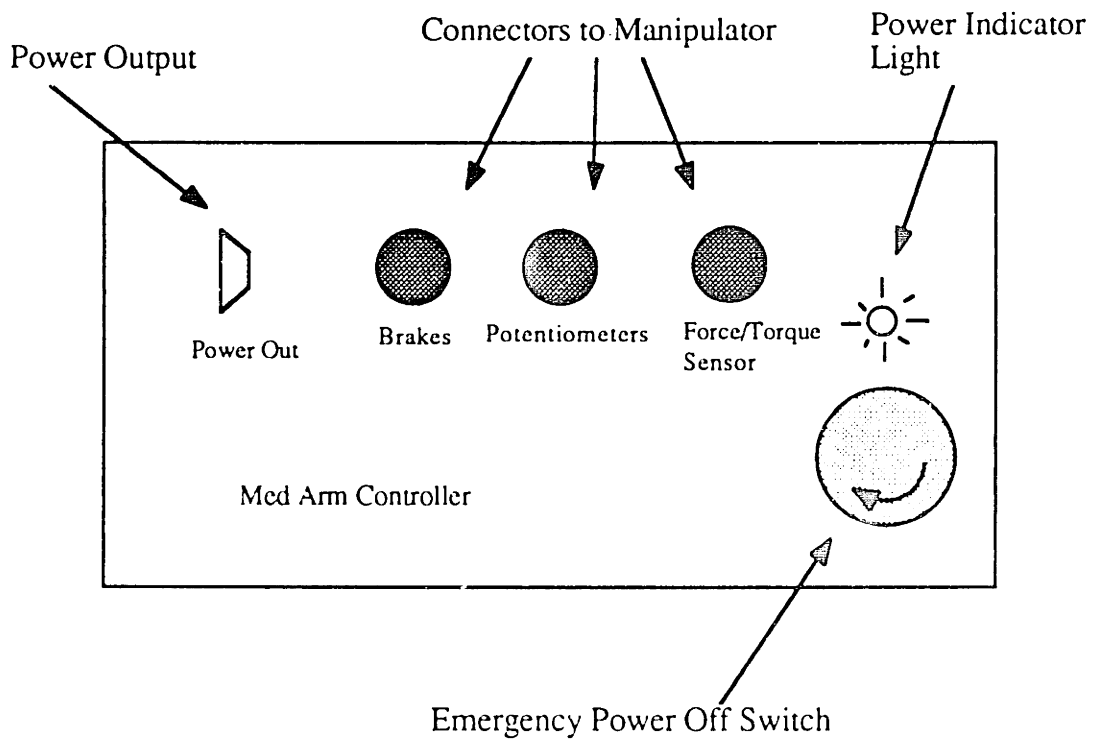 Connectors to Manipulator
Power Indicator
Light
Power Output
Brakes
Potentiometers
Force/Torque
Sensor
Power Out
Med Arm Controller
Emergency Power Off Switch